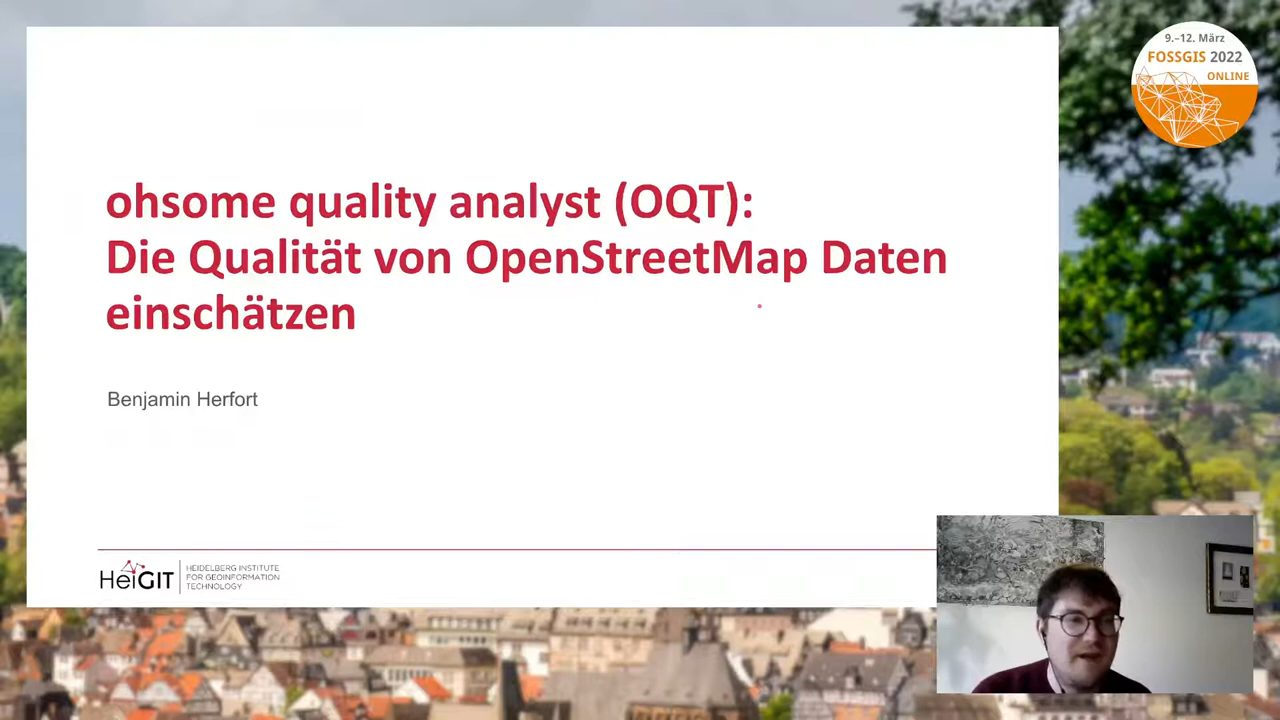 9.–12. März
FOSSGIS 2022
ONLINE
ohsome quality analyst (OQT):
Die Qualität von OpenStreetMap Daten
einschätzen
Benjamin Herfort
HeiGIT
HEIDELBERG INSTITUTE
FOR GEOINFORMATION
TECHNOLOGY